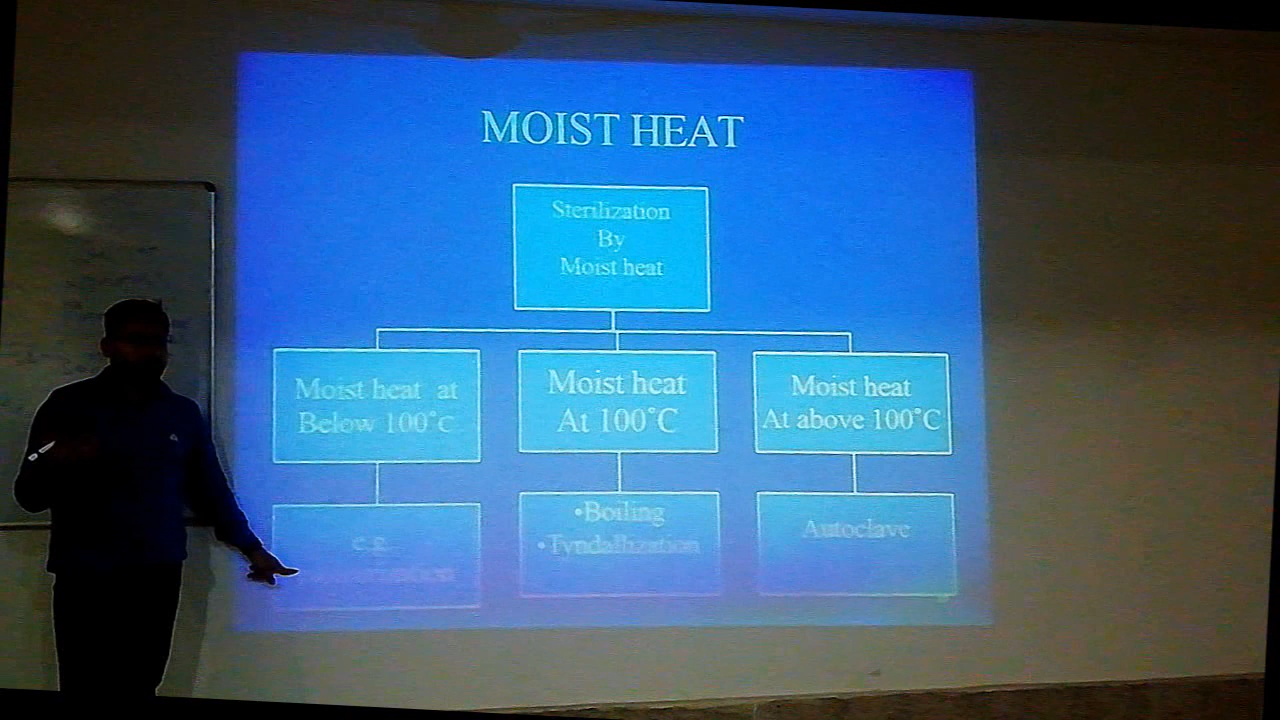 MOIST HEAT
Sterilization
By
Moist heat
Moist heat at
Below 100°C
Moist heat
At 100°C
Moist heat
At above 100°C
e.g.
•Boiling
•Tyndallization
Autoclave